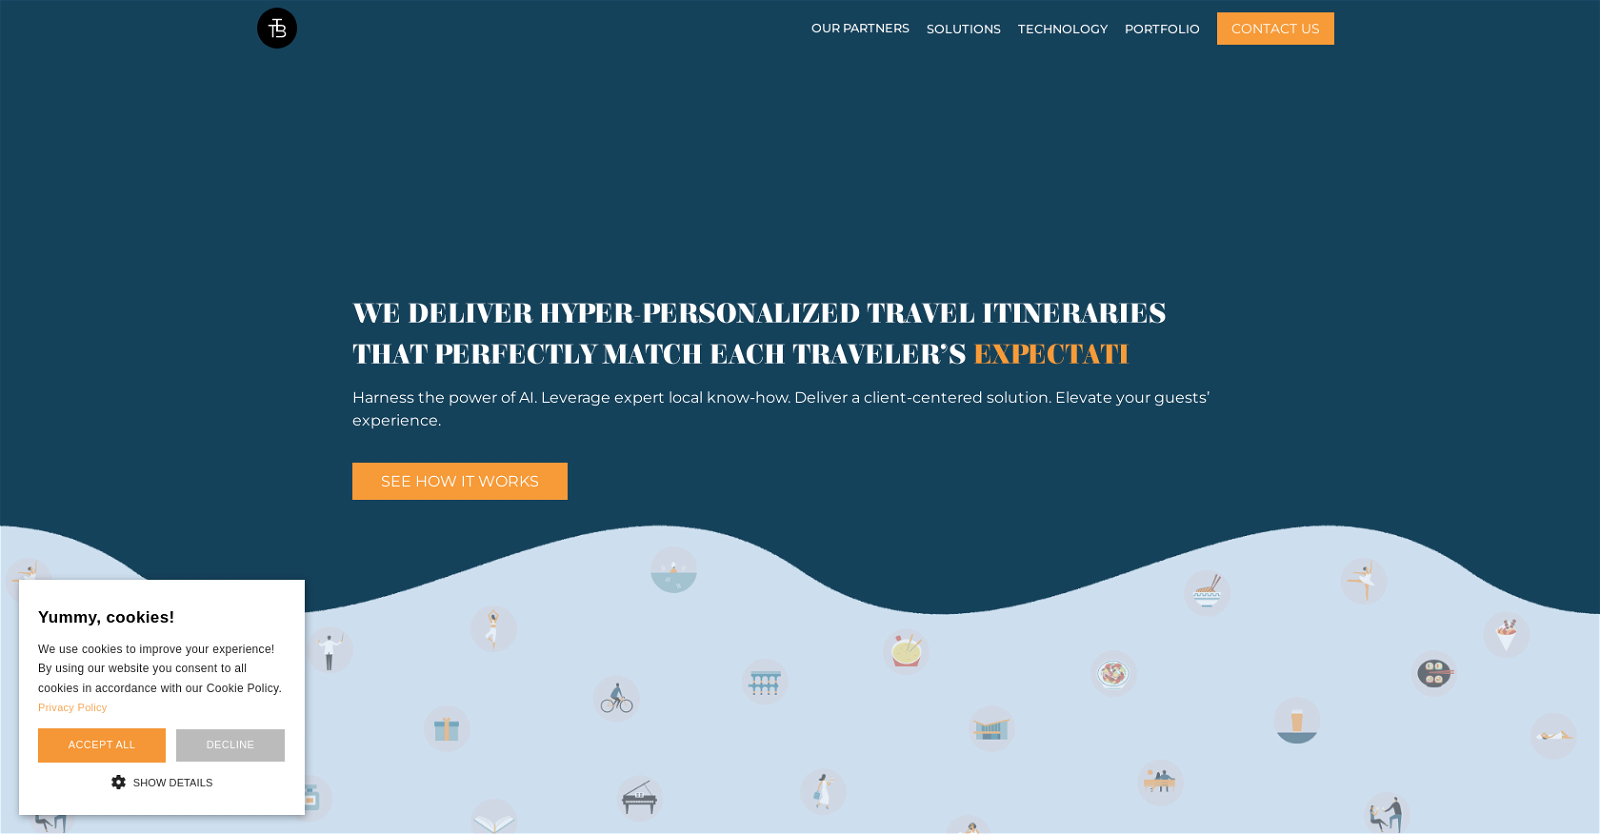 TTB
OUR PARTNERS
SOLUTIONS
TECHNOLOGY
PORTFOLIO
CONTACT US
WE DELIVER HYPER-PERSONALIZED TRAVEL ITINERARIES
THAT PERFECTLY MATCH EACH TRAVELER’S EXPECTATI
Harness the power of AI. Leverage expert local know-how. Deliver a client-centered solution. Elevate your guests’
experience.
SEE HOW IT WORKS
Yummy, cookies!
We use cookies to improve your experience!
By using our website you consent to all
cookies in accordance with our Cookie Policy.
Privacy Policy
ACCEPT ALL
DECLINE
SHOW DETAILS